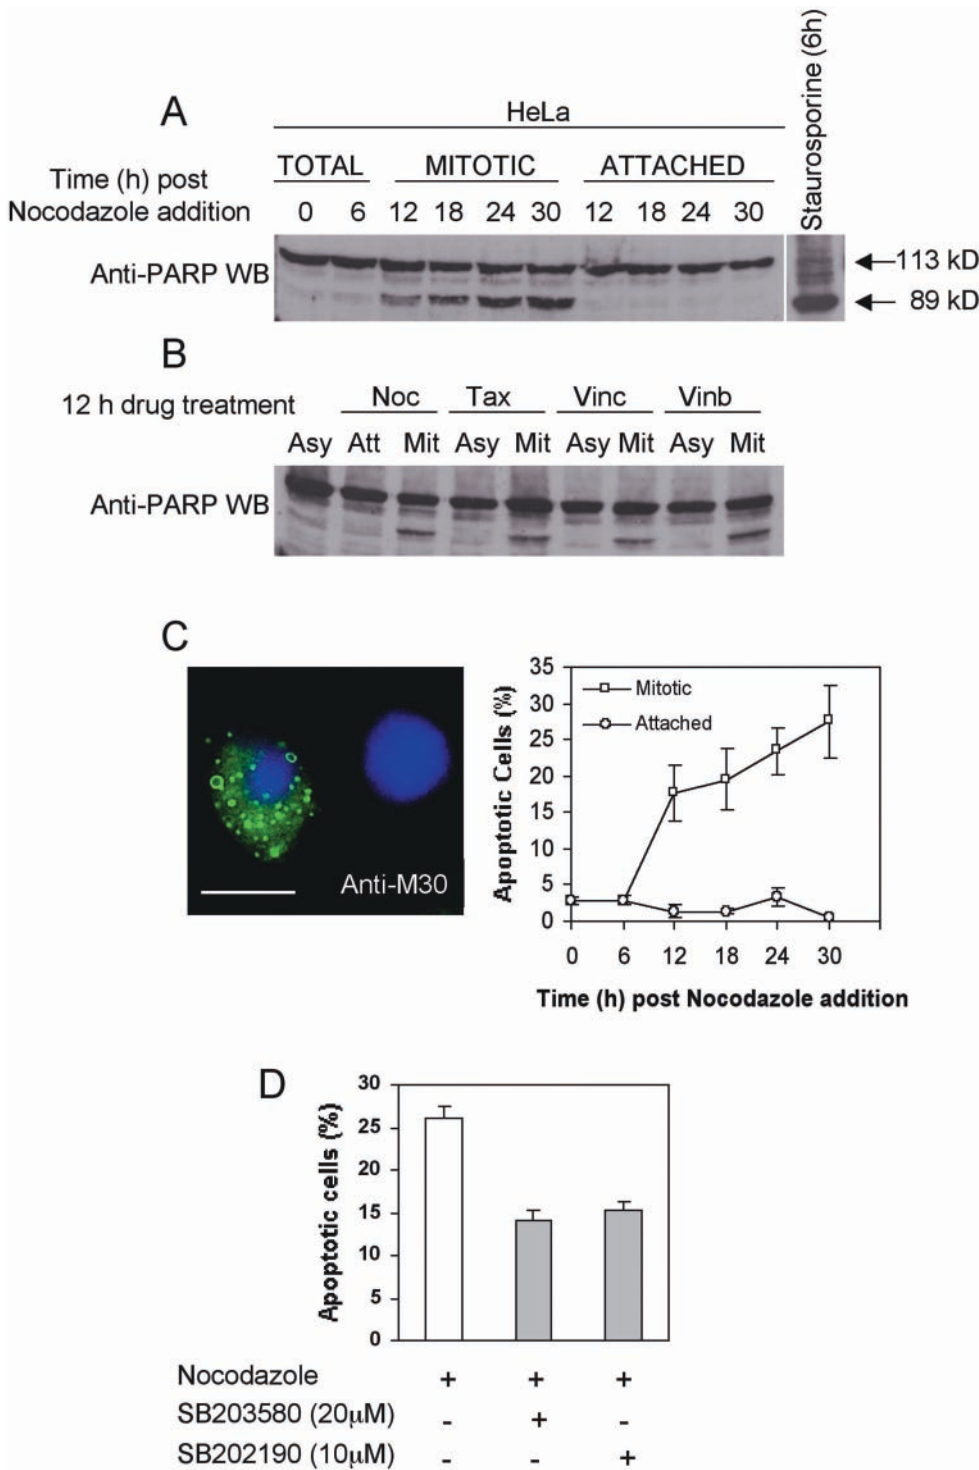 A
HeLa
Staurosporine (6h)
TOTAL MITOTIC ATTACHED
Time (h) post
Nocodazole addition 0 6 12 18 24 30 12 18 24 30
Anti-PARP WB
113 kD
89 kD
B
12 h drug treatment Noc Tax Vinc Vinb
Asy Att Mit Asy Mit Asy Mit Asy Mit
Anti-PARP WB
C
Anti-M30
Apoptotic Cells (%)
35
30
25
20
15
10
5
0
Mitotic
Attached
0 6 12 18 24 30
Time (h) post Nocodazole addition
D
Apoptotic cells (%)
30
25
20
15
10
5
0
Nocodazole + + +
SB203580 (20μM) - + -
SB202190 (10μM) - - +